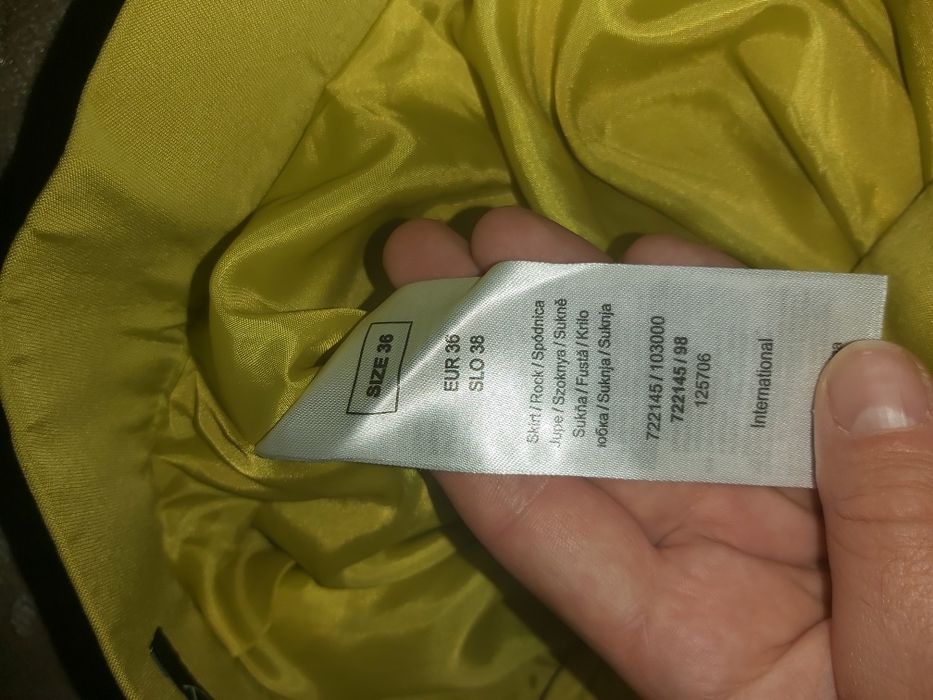 SIZE 36
EUR 36
SLO 38
Skirt / Rock / Spódnica
Jupe / Szoknya / Sukně
Sukňa / Fustă / Krilo
юбка / Suknja / Suknja
722145 / 03000
722145 / 98
125706
International